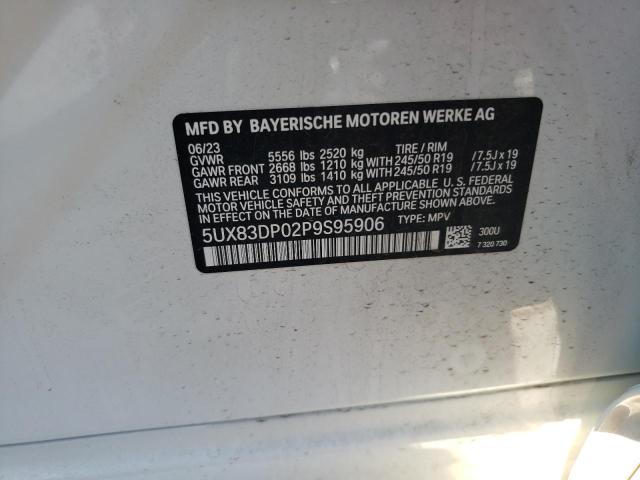 MFD BY BAYERISCHE MOTOREN WERKE AG
06/23 TIRE / RIM
GVWR 5556 lbs 2520 kg
GAWR FRONT 2668 lbs 1210 kg WITH 245/50 R19 / 7.5J x 19
GAWR REAR 3109 lbs 1410 kg WITH 245/50 R19 / 7.5J x 19
THIS VEHICLE CONFORMS TO ALL APPLICABLE U. S. FEDERAL
MOTOR VEHICLE SAFETY AND THEFT PREVENTION STANDARDS
IN EFFECT ON THE DATE OF MANUFACTURE SHOWN ABOVE.
5UX83DP02P9S95906 TYPE: MPV
300U
7 320 730